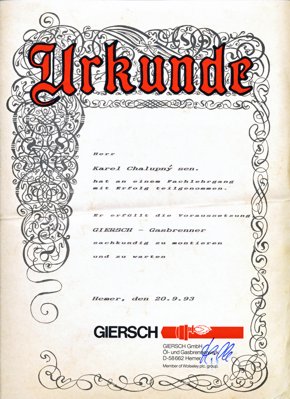 Urkunde
Herr
Karel Chalupný sen.
hat an einem Fachlehrgang
mit Erfolg teilgenommen.
Er erfüllt die Voraussetzung
GIERSCH - Gasbrenner
sachkundig zu montieren
und zu warten
Hemer, den 20.9.93
GIERSCH
GIERSCH GmbH
Öl- und Gasbrenner
D-58662 Hemer
Member of Wolseley plc. group.